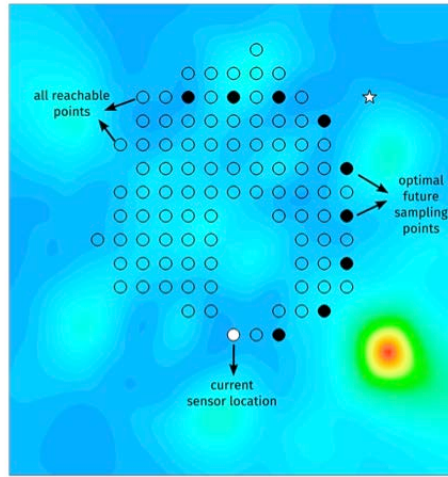 all reachable
points
optimal
future
sampling
points
current
sensor location